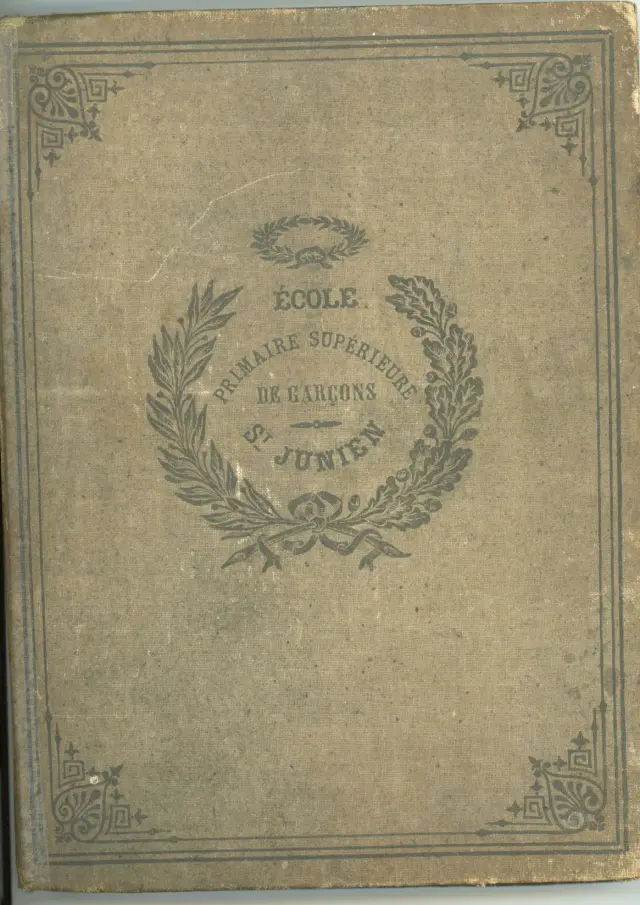 ÉCOLE.
PRIMAIRE SUPÉRIEURE
DE GARÇONS
ST JUNIEN